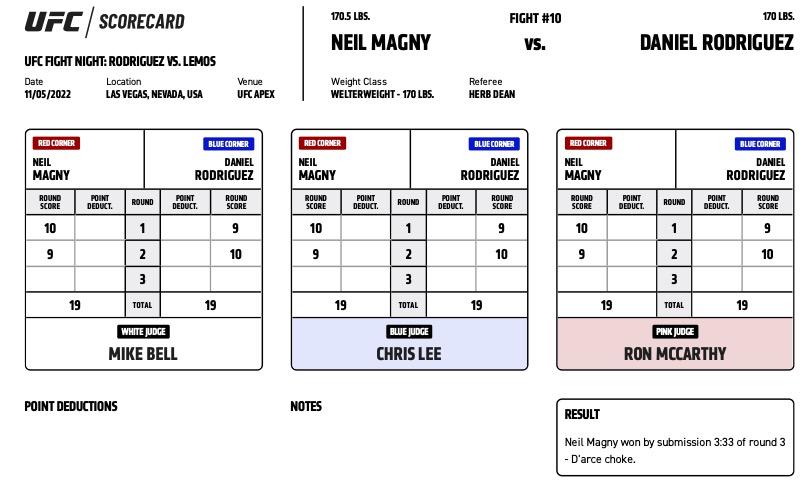 UFC SCORECARD
UFC FIGHT NIGHT: RODRIGUEZ VS. LEMOS
Date Location Venue
11/05/2022 LAS VEGAS, NEVADA, USA UFC APEX
170.5 LBS. FIGHT #10 170 LBS.
NEIL MAGNY VS. DANIEL RODRIGUEZ
Weight Class Referee
WELTERWEIGHT - 170 LBS. HERB DEAN
RED CORNER BLUE CORNER
NEIL DANIEL
MAGNY RODRIGUEZ
ROUND SCORE POINT DEDUCT. ROUND POINT DEDUCT. ROUND SCORE
10 1 9
9 2 10
3
19 TOTAL 19
WHITE JUDGE
MIKE BELL
RED CORNER BLUE CORNER
NEIL DANIEL
MAGNY RODRIGUEZ
ROUND SCORE POINT DEDUCT. ROUND POINT DEDUCT. ROUND SCORE
10 1 9
9 2 10
3
19 TOTAL 19
BLUE JUDGE
CHRIS LEE
RED CORNER BLUE CORNER
NEIL DANIEL
MAGNY RODRIGUEZ
ROUND SCORE POINT DEDUCT. ROUND POINT DEDUCT. ROUND SCORE
10 1 9
9 2 10
3
19 TOTAL 19
PINK JUDGE
RON MCCARTHY
POINT DEDUCTIONS
NOTES
RESULT
Neil Magny won by submission 3:33 of round 3
- D'arce choke.